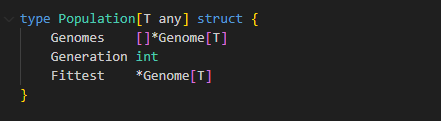 type Population[T any] struct {
    Genomes    []*Genome[T]
    Generation int
    Fittest    *Genome[T]
}